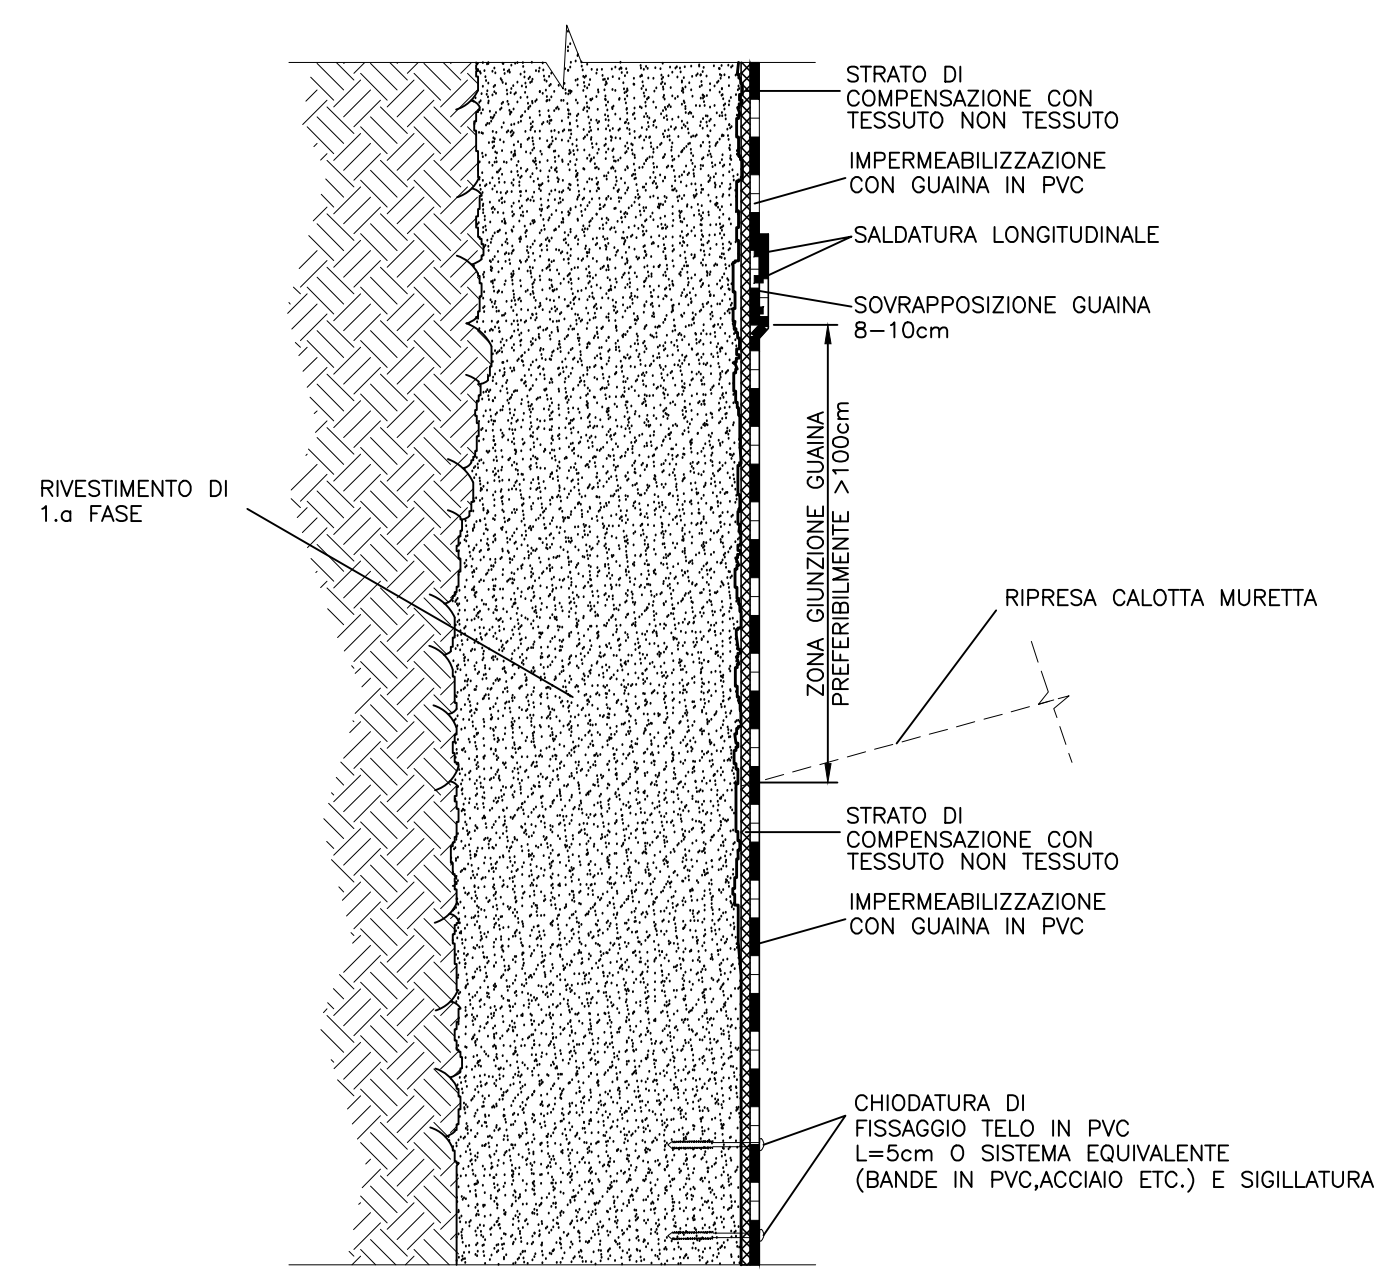 STRATO DI
COMPENSAZIONE CON
TESSUTO NON TESSUTO
IMPERMEABILIZZAZIONE
CON GUAINA IN PVC
SALDATURA LONGITUDINALE
SOVRAPPOSIZIONE GUAINA
8-10cm
ZONA GIUNZIONE GUAINA
PREFERIBILMENTE >100cm
RIVESTIMENTO DI
1.a FASE
RIPRESA CALOTTA MURETTA
STRATO DI
COMPENSAZIONE CON
TESSUTO NON TESSUTO
IMPERMEABILIZZAZIONE
CON GUAINA IN PVC
CHIODATURA DI
FISSAGGIO TELO IN PVC
L=5cm O SISTEMA EQUIVALENTE
(BANDE IN PVC,ACCIAIO ETC.) E SIGILLATURA